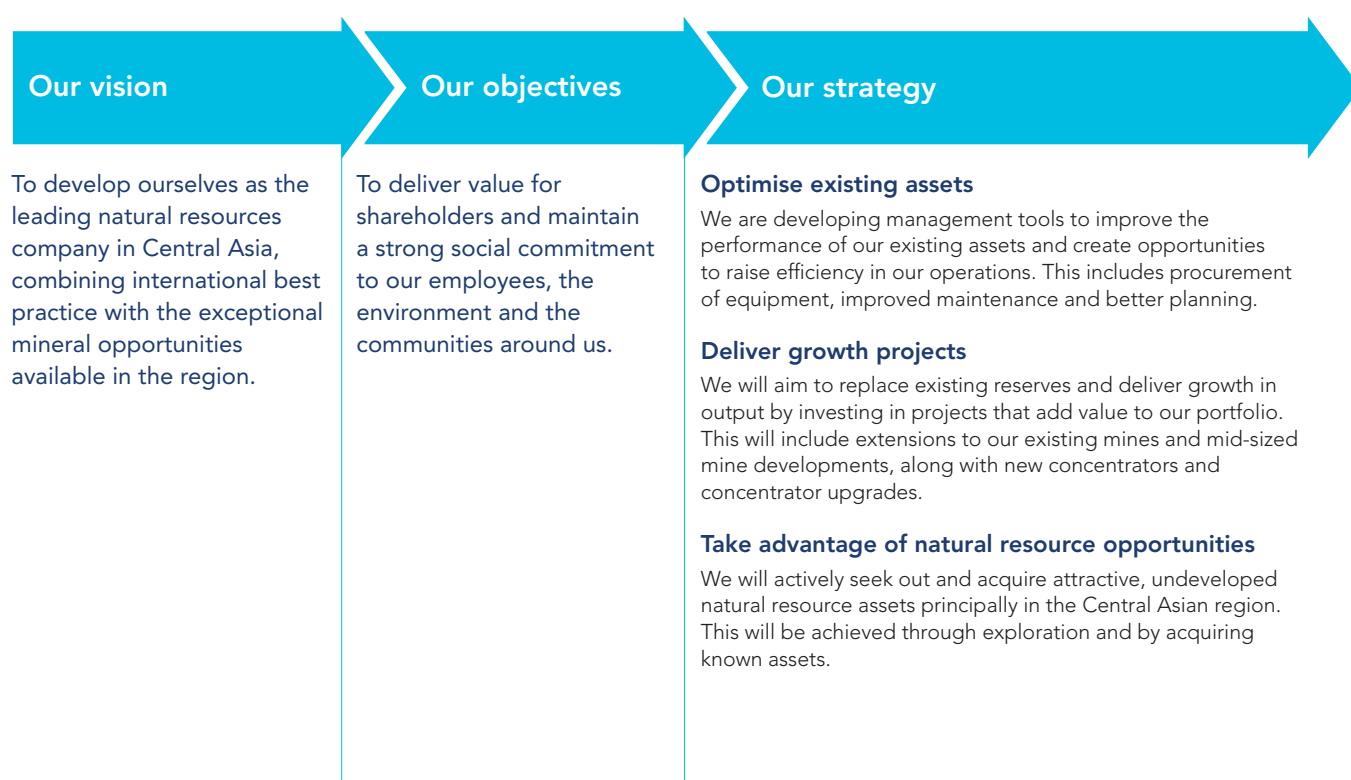 Our vision
Our objectives
Our strategy
To develop ourselves as the
leading natural resources
company in Central Asia,
combining international best
practice with the exceptional
mineral opportunities
available in the region.
To deliver value for
shareholders and maintain
a strong social commitment
to our employees, the
environment and the
communities around us.
Optimise existing assets
We are developing management tools to improve the
performance of our existing assets and create opportunities
to raise efficiency in our operations. This includes procurement
of equipment, improved maintenance and better planning.
Deliver growth projects
We will aim to replace existing reserves and deliver growth in
output by investing in projects that add value to our portfolio.
This will include extensions to our existing mines and mid-sized
mine developments, along with new concentrators and
concentrator upgrades.
Take advantage of natural resource opportunities
We will actively seek out and acquire attractive, undeveloped
natural resource assets principally in the Central Asian region.
This will be achieved through exploration and by acquiring
known assets.